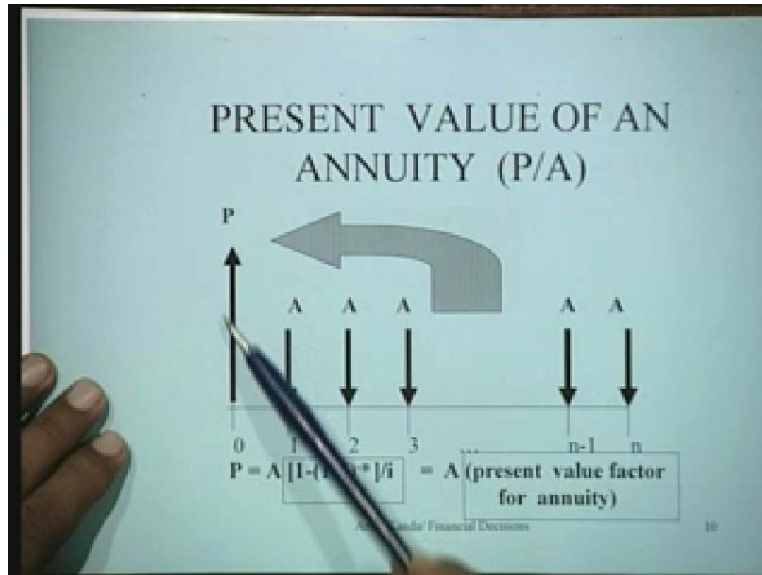 PRESENT VALUE OF AN
ANNUITY (P/A)
P
A A A A A
0 1 2 3 ... n-1 n
P = A [1-(1 )⁻ⁿ ]/i = A (present value factor
for annuity)
/ Financial Decisions 10